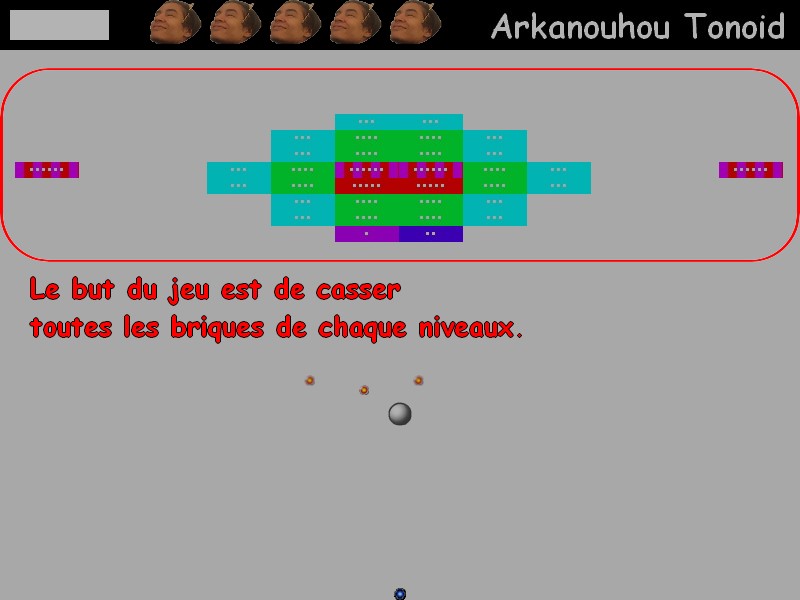 Arkanouhou Tonoid
Le but du jeu est de casser
toutes les briques de chaque niveaux.